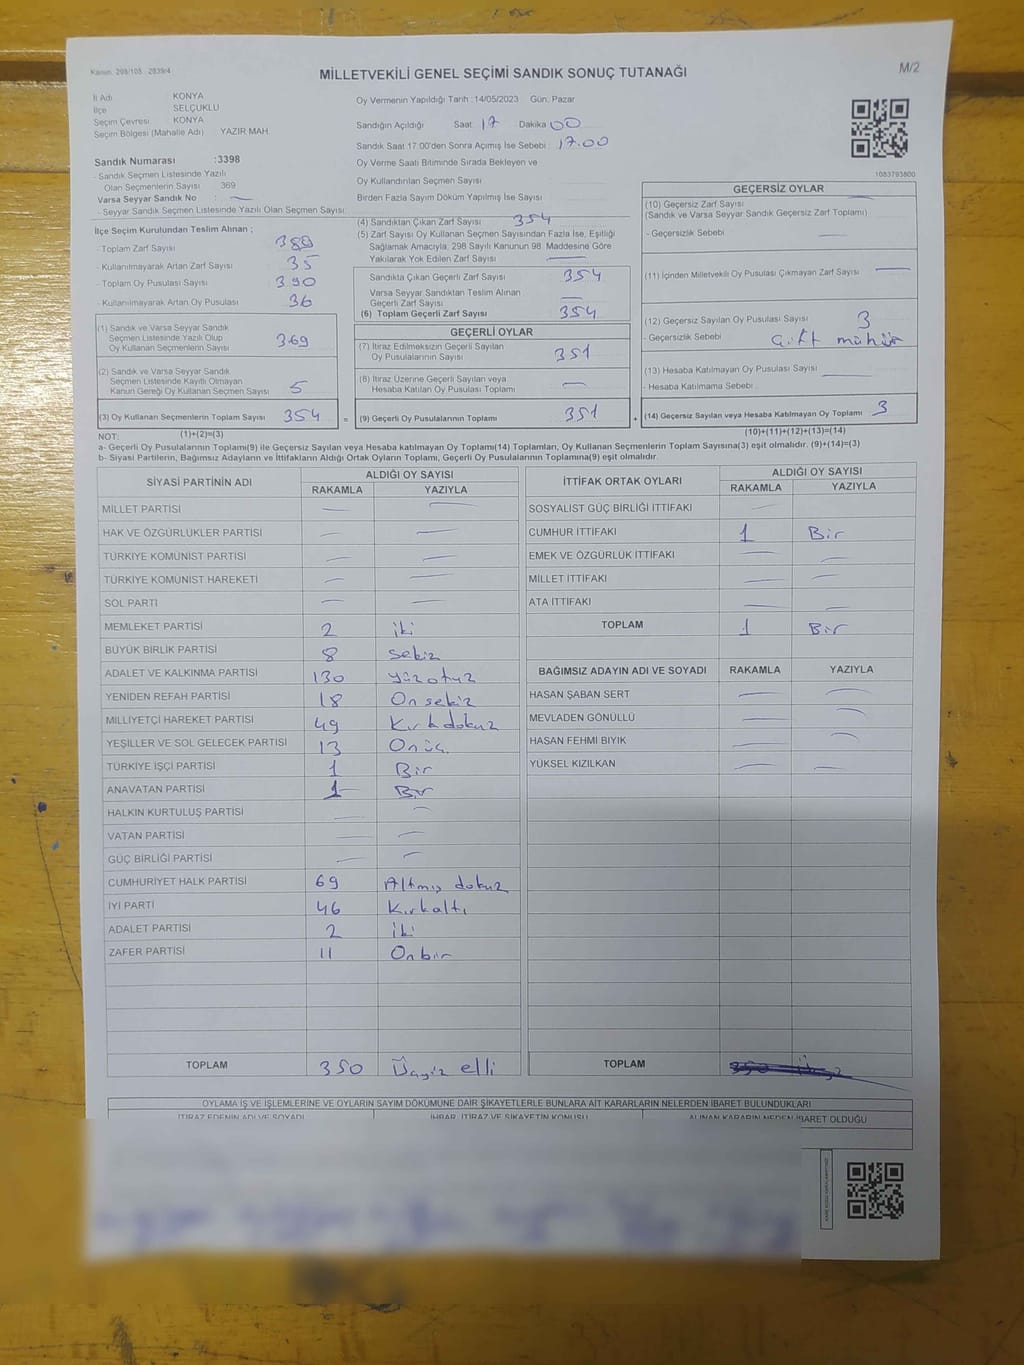 Kanun: 298/105 2839/4
MİLLETVEKİLİ GENEL SEÇİMİ SANDIK SONUÇ TUTANAĞI
M/2
İl Adı KONYA
İlçe SELÇUKLU
Seçim Çevresi KONYA
Seçim Bölgesi (Mahalle Adı) YAZIR MAH.
Sandık Numarası :3398
- Sandık Seçmen Listesinde Yazılı
Olan Seçmenlerin Sayısı 369
Varsa Seyyar Sandık No —
- Seyyar Sandık Seçmen Listesinde Yazılı Olan Seçmen Sayısı:
Oy Vermenin Yapıldığı Tarih :14/05/2023 Gün: Pazar
Sandığın Açıldığı Saat 17 Dakika 00
Sandık Saat 17:00'den Sonra Açımış İse Sebebi : 17.00
Oy Verme Saati Bitiminde Sırada Bekleyen ve
Oy Kullandırılan Seçmen Sayısı
Birden Fazla Sayım Döküm Yapılmış İse Sayısı
1083793800
İlçe Seçim Kurulundan Teslim Alınan ;
- Toplam Zarf Sayısı 389
- Kullanılmayarak Artan Zarf Sayısı 35
- Toplam Oy Pusulası Sayısı 390
- Kullanılmayarak Artan Oy Pusulası 36
(1) Sandık ve Varsa Seyyar Sandık
Seçmen Listesinde Yazılı Olup
Oy Kullanan Seçmenlerin Sayısı 369
(2) Sandık ve Varsa Seyyar Sandık
Seçmen Listesinde Kayıtlı Olmayan
Kanun Gereği Oy Kullanan Seçmen Sayısı 5
(3) Oy Kullanan Seçmenlerin Toplam Sayısı 354 =
(4) Sandıktan Çıkan Zarf Sayısı 354
(5) Zarf Sayısı Oy Kullanan Seçmen Sayısından Fazla İse, Eşitliği
Sağlamak Amacıyla; 298 Sayılı Kanunun 98. Maddesine Göre
Yakılarak Yok Edilen Zarf Sayısı —
Sandıkta Çıkan Geçerli Zarf Sayısı 354
Varsa Seyyar Sandıktan Teslim Alınan
Geçerli Zarf Sayısı —
(6) Toplam Geçerli Zarf Sayısı 354
GEÇERLİ OYLAR
(7) İtiraz Edilmeksizin Geçerli Sayılan
Oy Pusulalarının Sayısı 351
(8) İtiraz Üzerine Geçerli Sayılan veya
Hesaba Katılan Oy Pusulası Toplamı —
(9) Geçerli Oy Pusulalarının Toplamı 351 +
GEÇERSİZ OYLAR
(10) Geçersiz Zarf Sayısı —
(Sandık ve Varsa Seyyar Sandık Geçersiz Zarf Toplamı)
- Geçersizlik Sebebi —
(11) İçinden Milletvekili Oy Pusulası Çıkmayan Zarf Sayısı —
(12) Geçersiz Sayılan Oy Pusulası Sayısı 3
- Geçersizlik Sebebi Çift mühür
(13) Hesaba Katılmayan Oy Pusulası Sayısı —
- Hesaba Katılmama Sebebi :
(14) Geçersiz Sayılan veya Hesaba Katılmayan Oy Toplamı 3
NOT: (1)+(2)=(3) (10)+(11)+(12)+(13)=(14)
a- Geçerli Oy Pusulalarının Toplamı(9) ile Geçersiz Sayılan veya Hesaba katılmayan Oy Toplamı(14) Toplamları, Oy Kullanan Seçmenlerin Toplam Sayısına(3) eşit olmalıdır. (9)+(14)=(3)
b- Siyasi Partilerin, Bağımsız Adayların ve İttifakların Aldığı Ortak Oyların Toplamı, Geçerli Oy Pusulalarının Toplamına(9) eşit olmalıdır.
SİYASİ PARTİNİN ADI ALDIĞI OY SAYISI
RAKAMLA YAZIYLA
MİLLET PARTİSİ — —
HAK VE ÖZGÜRLÜKLER PARTİSİ — —
TÜRKİYE KOMÜNİST PARTİSİ — —
TÜRKİYE KOMÜNİST HAREKETİ — —
SOL PARTİ — —
MEMLEKET PARTİSİ 2 iki
BÜYÜK BİRLİK PARTİSİ 8 sekiz
ADALET VE KALKINMA PARTİSİ 130 yüzotuz
YENİDEN REFAH PARTİSİ 18 On sekiz
MİLLİYETÇİ HAREKET PARTİSİ 49 Kırkdokuz
YEŞİLLER VE SOL GELECEK PARTİSİ 13 Onüç
TÜRKİYE İŞÇİ PARTİSİ 1 Bir
ANAVATAN PARTİSİ 1 Bir
HALKIN KURTULUŞ PARTİSİ — —
VATAN PARTİSİ — —
GÜÇ BİRLİĞİ PARTİSİ — —
CUMHURİYET HALK PARTİSİ 69 Altmış dokuz
İYİ PARTİ 46 Kırkaltı
ADALET PARTİSİ 2 iki
ZAFER PARTİSİ 11 Onbir
TOPLAM 350 Üçyüz elli
İTTİFAK ORTAK OYLARI ALDIĞI OY SAYISI
RAKAMLA YAZIYLA
SOSYALİST GÜÇ BİRLİĞİ İTTİFAKI —
CUMHUR İTTİFAKI 1 Bir
EMEK VE ÖZGÜRLÜK İTTİFAKI — —
MİLLET İTTİFAKI — —
ATA İTTİFAKI — —
TOPLAM 1 Bir
BAĞIMSIZ ADAYIN ADI VE SOYADI RAKAMLA YAZIYLA
HASAN ŞABAN SERT — —
MEVLADEN GÖNÜLLÜ — —
HASAN FEHMİ BIYIK — —
YÜKSEL KIZILKAN — —
TOPLAM 350
OYLAMA İŞ VE İŞLEMLERİNE VE OYLARIN SAYIM DÖKÜMÜNE DAİR ŞİKAYETLERLE BUNLARA AİT KARARLARIN NELERDEN İBARET BULUNDUKLARI
İTİRAZ EDENİN ADI VE SOYADI İHBAR, İTİRAZ VE ŞİKAYETİN KONUSU ALINAN KARARIN NEDEN İBARET OLDUĞU